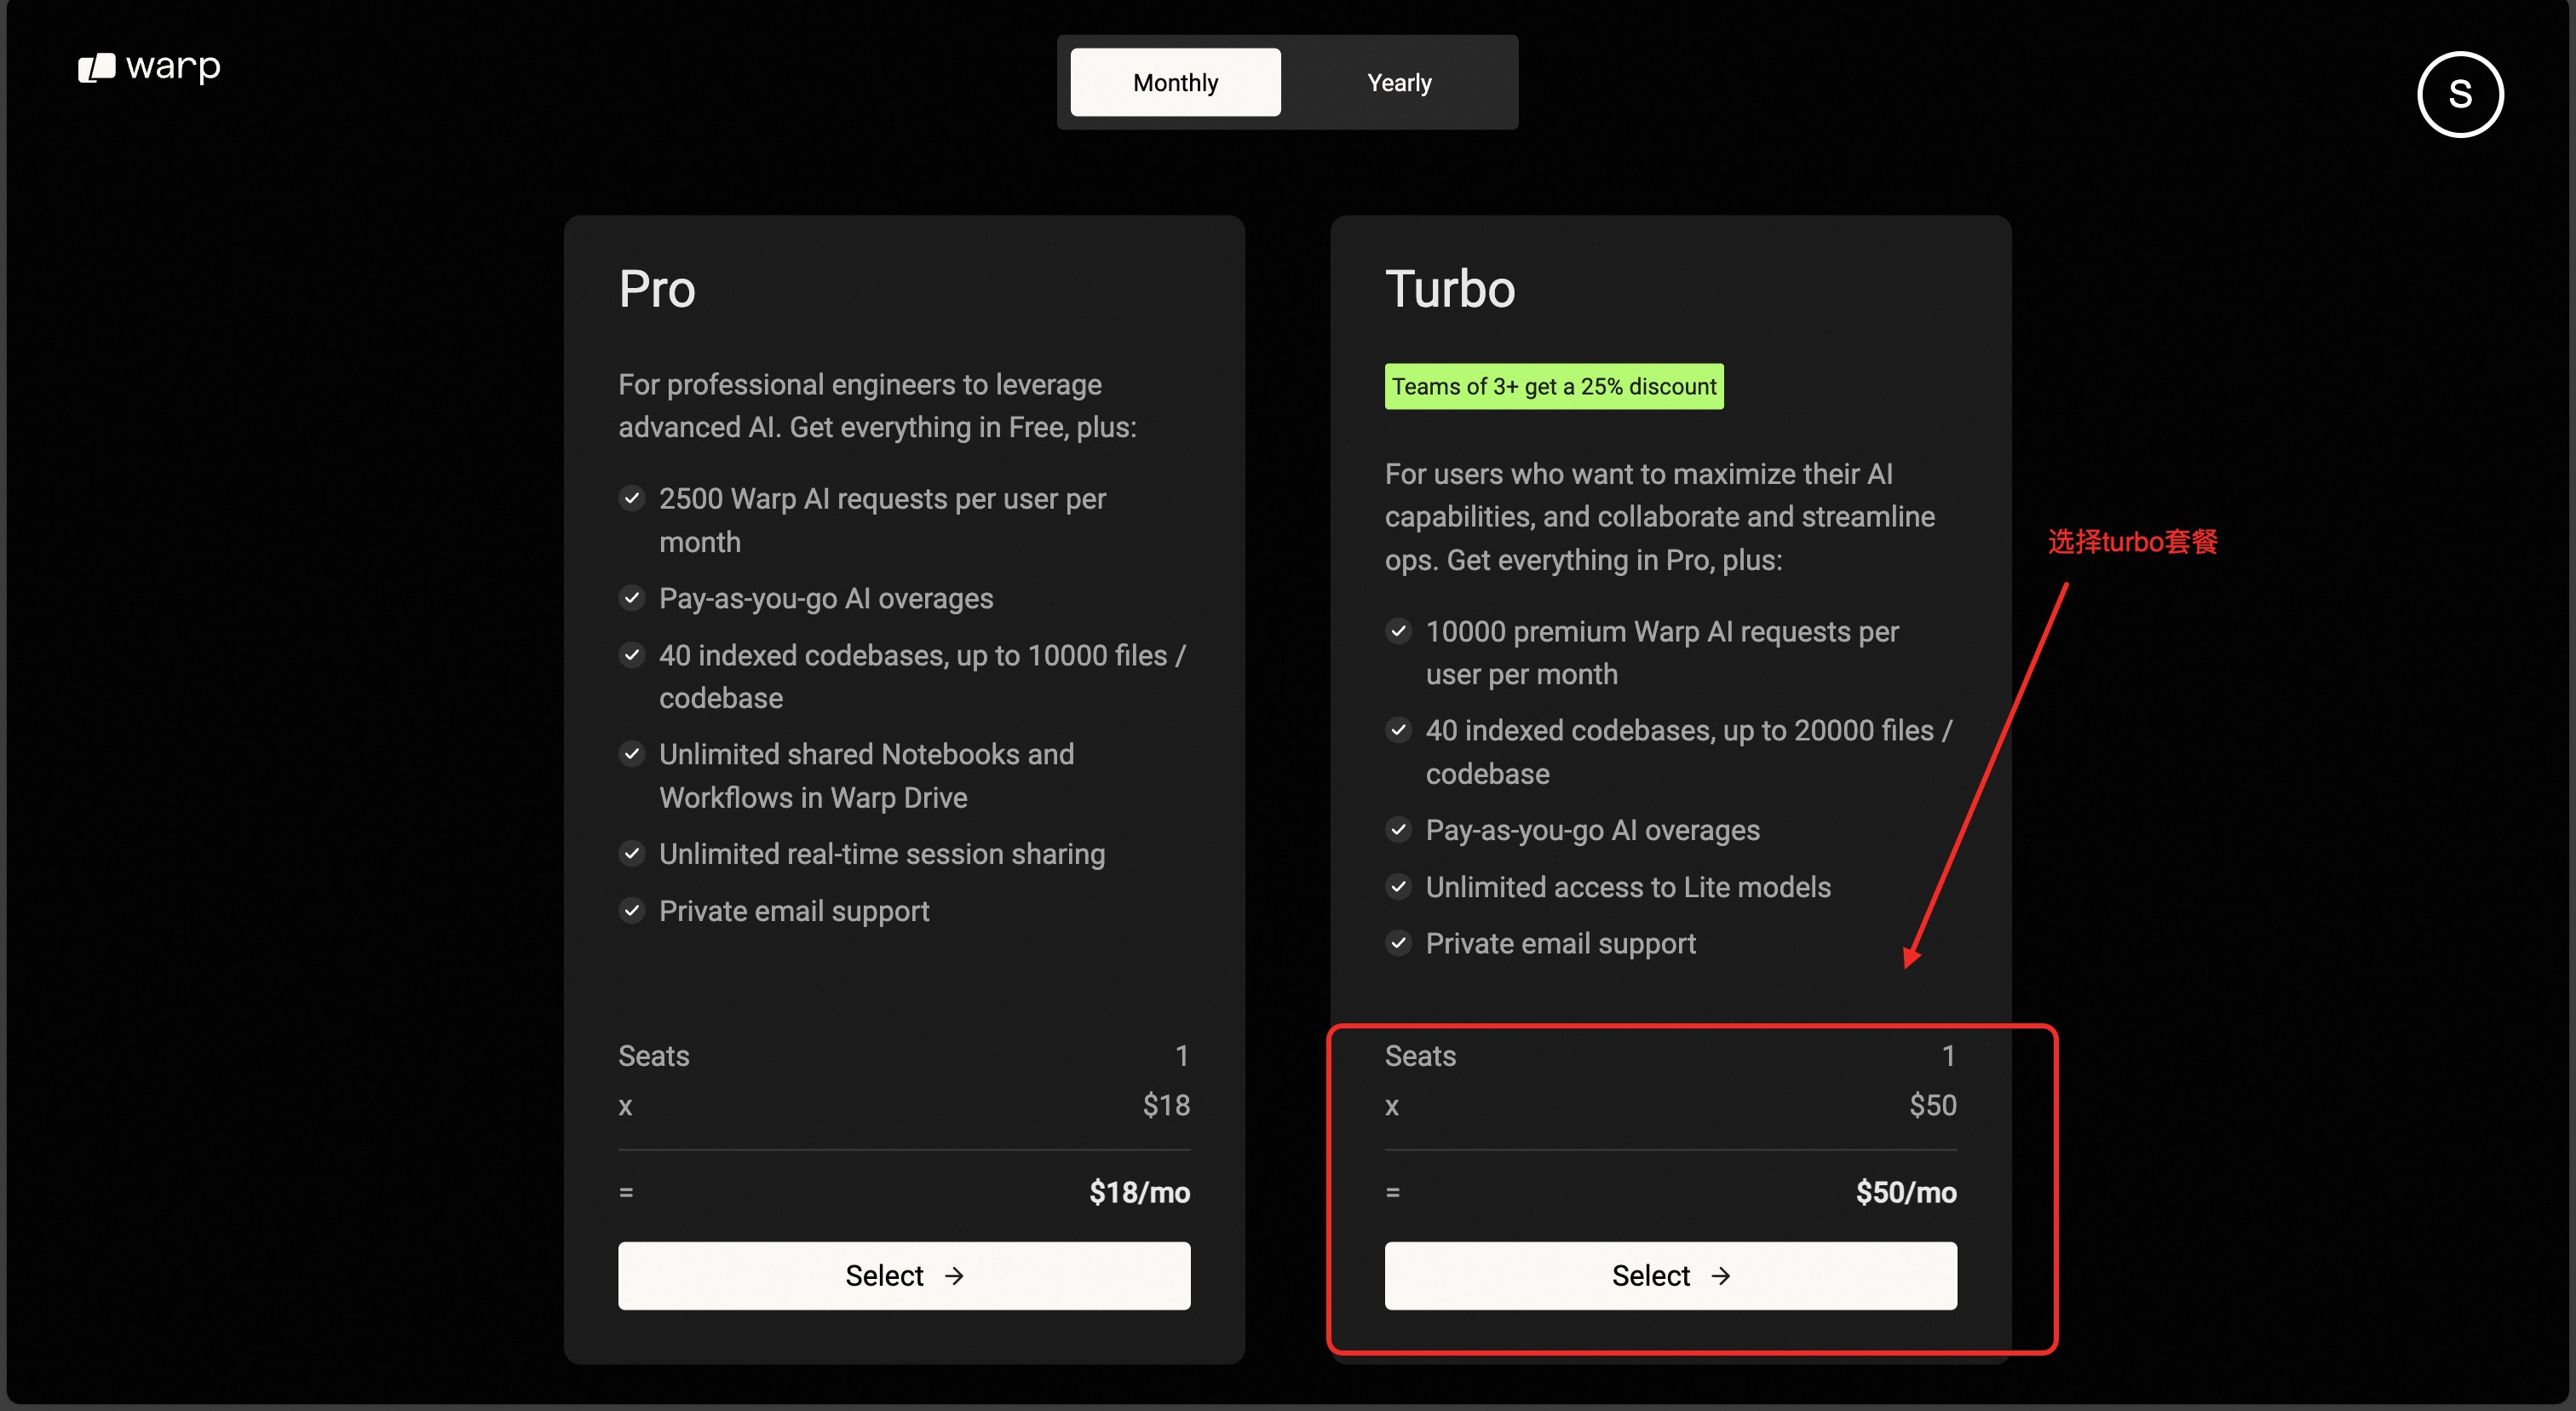 warp
Monthly
Yearly
S
Pro
For professional engineers to leverage
advanced AI. Get everything in Free, plus:
2500 Warp AI requests per user per
month
Pay-as-you-go AI overages
40 indexed codebases, up to 10000 files /
codebase
Unlimited shared Notebooks and
Workflows in Warp Drive
Unlimited real-time session sharing
Private email support
Seats 1
x $18
= $18/mo
Select →
Turbo
Teams of 3+ get a 25% discount
For users who want to maximize their AI
capabilities, and collaborate and streamline
ops. Get everything in Pro, plus:
10000 premium Warp AI requests per
user per month
40 indexed codebases, up to 20000 files /
codebase
Pay-as-you-go AI overages
Unlimited access to Lite models
Private email support
Seats 1
x $50
= $50/mo
Select →
选择turbo套餐